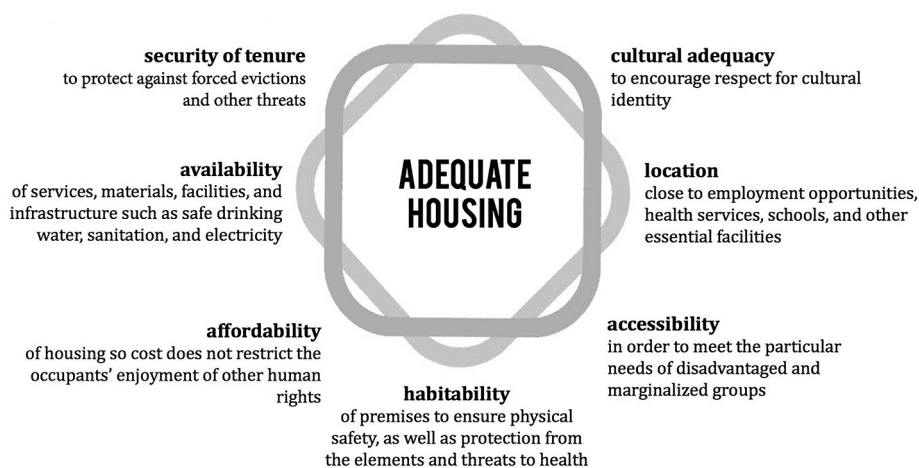 security of tenure
to protect against forced evictions
and other threats
cultural adequacy
to encourage respect for cultural
identity
availability
of services, materials, facilities, and
infrastructure such as safe drinking
water, sanitation, and electricity
ADEQUATE
HOUSING
location
close to employment opportunities,
health services, schools, and other
essential facilities
affordability
of housing so cost does not restrict the
occupants’ enjoyment of other human
rights
accessibility
in order to meet the particular
needs of disadvantaged and
marginalized groups
habitability
of premises to ensure physical
safety, as well as protection from
the elements and threats to health